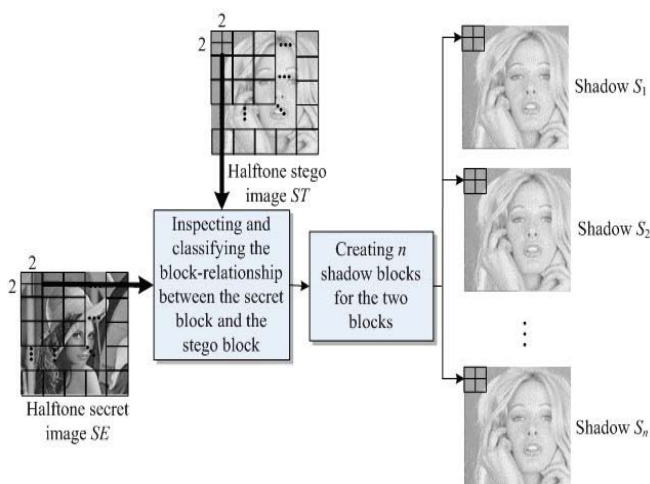 2
2
Halftone stego
image ST
2
2
Halftone secret
image SE
Inspecting and
classifying the
block-relationship
between the secret
block and the
stego block
Creating n
shadow blocks
for the two
blocks
Shadow S1
Shadow S2
Shadow Sn